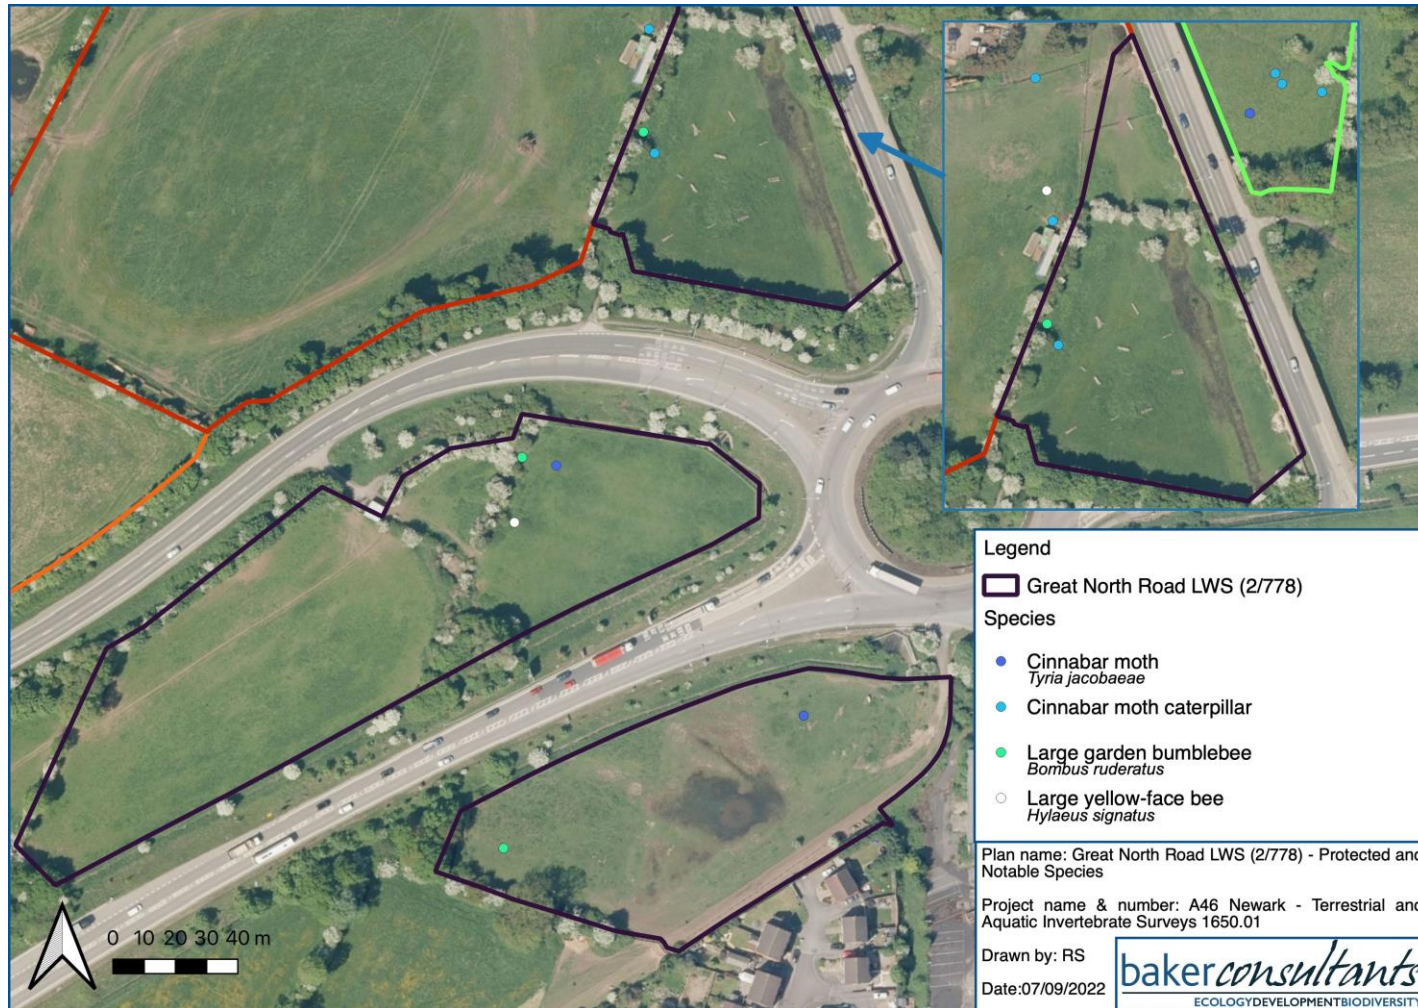 Legend
Great North Road LWS (2/778)
Species
Cinnabar moth
Tyria jacobaeae
Cinnabar moth caterpillar
Large garden bumblebee
Bombus ruderatus
Large yellow-face bee
Hylaeus signatus
Plan name: Great North Road LWS (2/778) - Protected and
Notable Species
Project name & number: A46 Newark - Terrestrial and
Aquatic Invertebrate Surveys 1650.01
Drawn by: RS
Date:07/09/2022
bakerconsultants
ECOLOGYDEVELOPMENTBIODIVERSITY
0 10 20 30 40 m